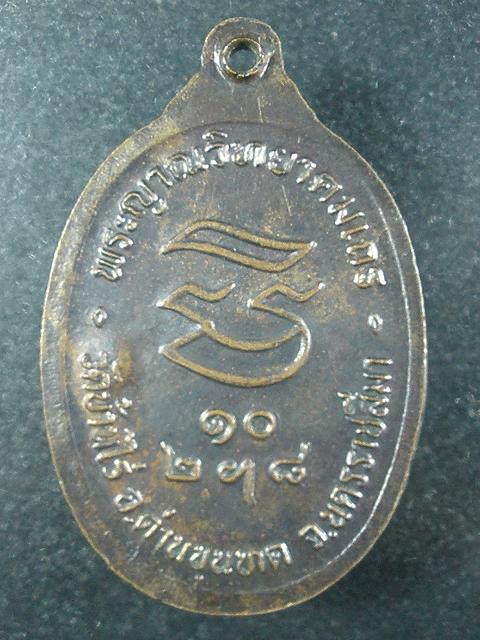 พระญาณวิทยาคมเถร
๑๐
๒ ฯ ๘
วัดบ้านไร่ อ.ด่านขุนทด จ.นครราชสีมา